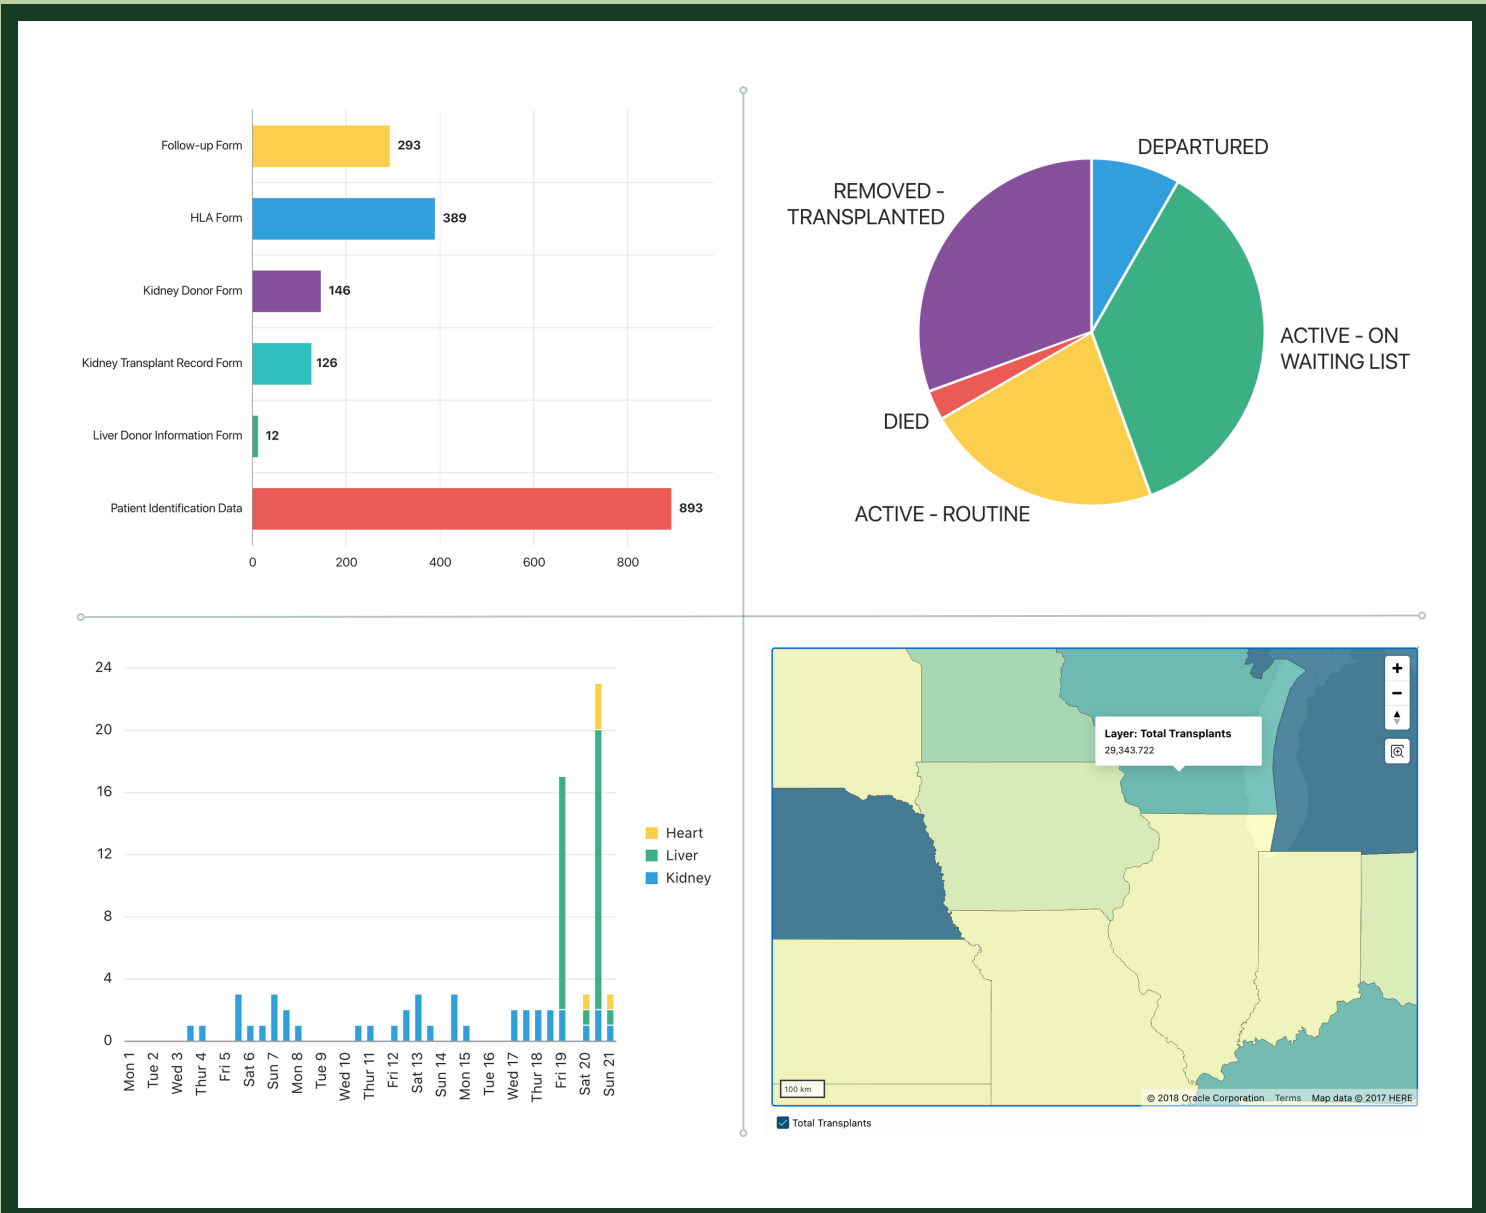 Follow-up Form
293
HLA Form
389
Kidney Donor Form
146
Kidney Transplant Record Form
126
Liver Donor Information Form
12
Patient Identification Data
893
0
200
400
600
800
DEPARTURED
REMOVED -
TRANSPLANTED
ACTIVE - ON
WAITING LIST
DIED
ACTIVE - ROUTINE
24
20
16
12
8
4
0
Mon 1
Tue 2
Wed 3
Thur 4
Fri 5
Sat 6
Sun 7
Mon 8
Tue 9
Wed 10
Thur 11
Fri 12
Sat 13
Sun 14
Mon 15
Tue 16
Wed 17
Thur 18
Fri 19
Sat 20
Sun 21
Heart
Liver
Kidney
Layer: Total Transplants
29,343.722
100 km
© 2018 Oracle Corporation Terms Map data © 2017 HERE
Total Transplants